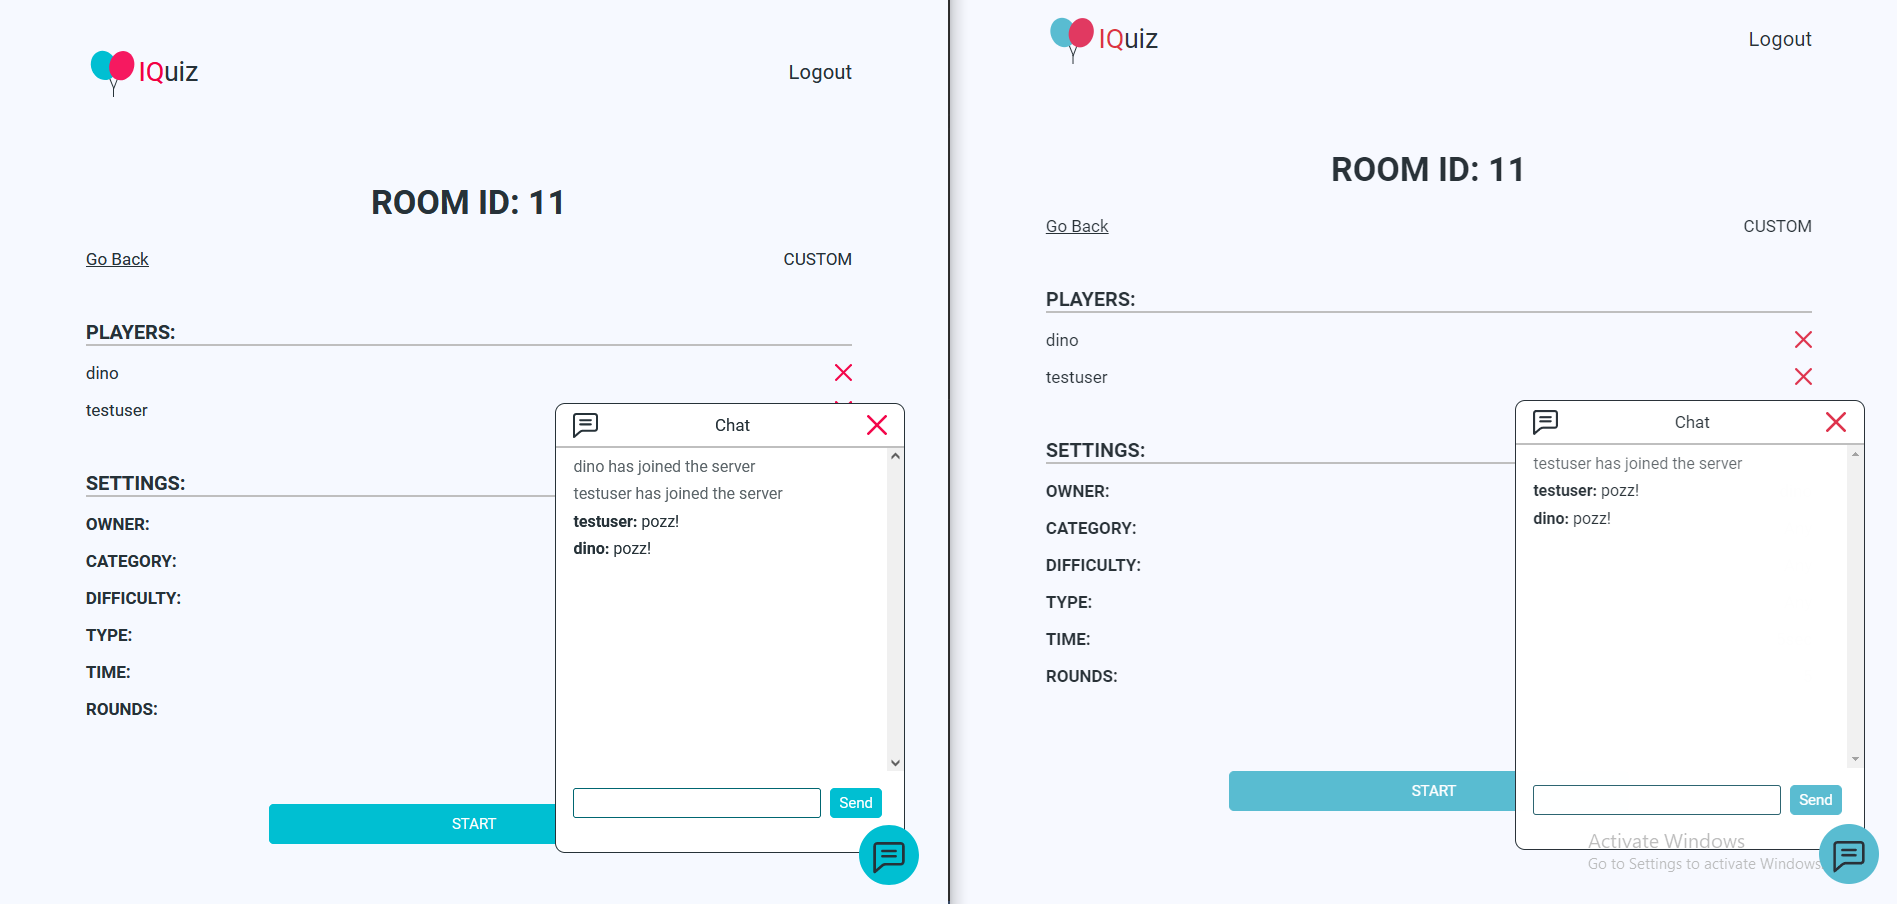 IQuiz
Logout
ROOM ID: 11
Go Back
CUSTOM
PLAYERS:
dino
testuser
SETTINGS:
OWNER:
CATEGORY:
DIFFICULTY:
TYPE:
TIME:
ROUNDS:
START
Chat
dino has joined the server
testuser has joined the server
testuser: pozz!
dino: pozz!
Send
IQuiz
Logout
ROOM ID: 11
Go Back
CUSTOM
PLAYERS:
dino
testuser
SETTINGS:
OWNER:
CATEGORY:
DIFFICULTY:
TYPE:
TIME:
ROUNDS:
START
Chat
testuser has joined the server
testuser: pozz!
dino: pozz!
Send
Activate Windows
Go to Settings to activate Windows.